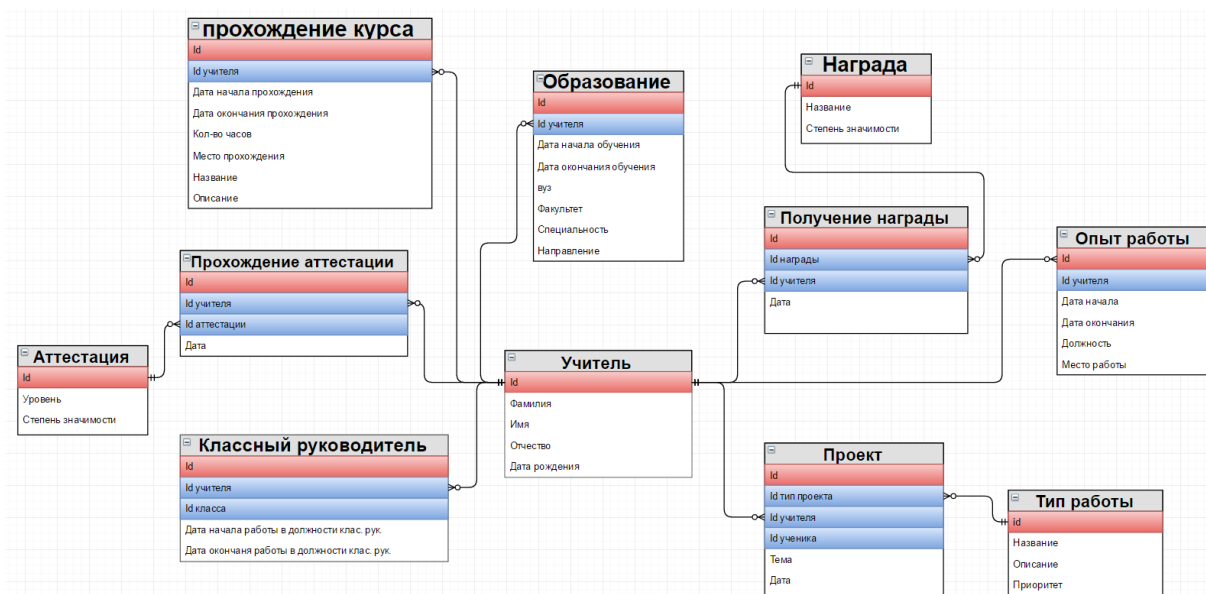 прохождение курса
Id
Id учителя
Дата начала прохождения
Дата окончания прохождения
Кол-во часов
Место прохождения
Название
Описание
Образование
Id
Id учителя
Дата начала обучения
Дата окончания обучения
вуз
Факультет
Специальность
Направление
Награда
Id
Название
Степень значимости
Получение награды
Id
Id награды
Id учителя
Дата
Опыт работы
Id
Id учителя
Дата начала
Дата окончания
Должность
Место работы
Прохождение аттестации
Id
Id учителя
Id аттестации
Дата
Аттестация
Id
Уровень
Степень значимости
Учитель
Id
Фамилия
Имя
Отчество
Дата рождения
Классный руководитель
Id
Id учителя
Id класса
Дата начала работы в должности клас. рук.
Дата окончаня работы в должности клас. рук.
Проект
Id
Id тип проекта
Id учителя
Id ученика
Тема
Дата
Тип работы
id
Название
Описание
Приоритет